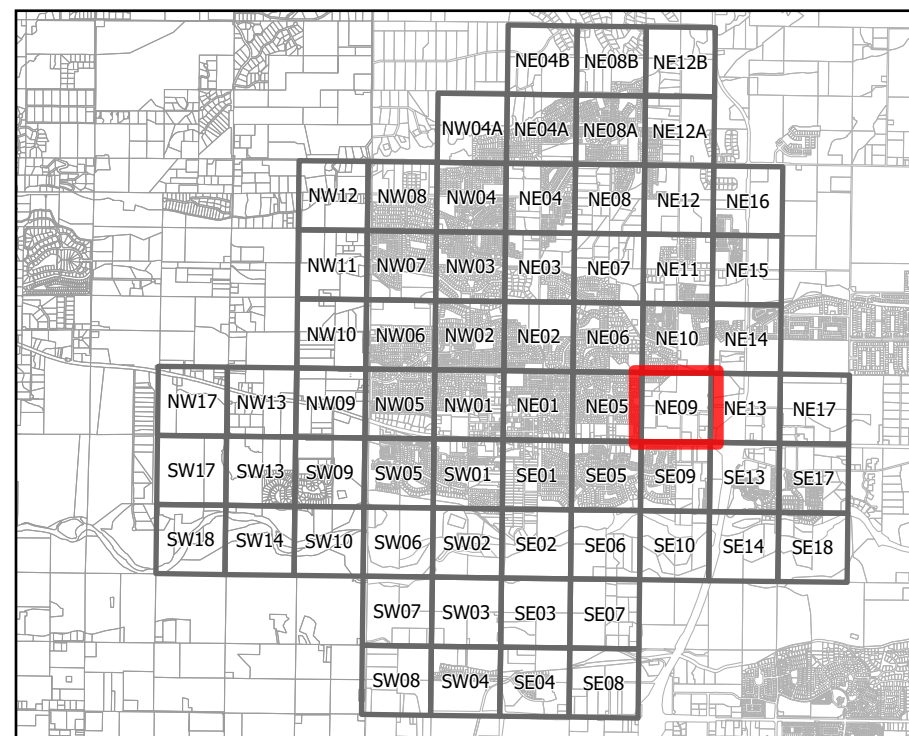 NE04B NE08B NE12B
NW04A NE04A NE08A NE12A
NW12 NW08 NW04 NE04 NE08 NE12 NE16
NW11 NW07 NW03 NE03 NE07 NE11 NE15
NW10 NW06 NW02 NE02 NE06 NE10 NE14
NW17 NW13 NW09 NW05 NW01 NE01 NE05 NE09 NE13 NE17
SW17 SW13 SW09 SW05 SW01 SE01 SE05 SE09 SE13 SE17
SW18 SW14 SW10 SW06 SW02 SE02 SE06 SE10 SE14 SE18
SW07 SW03 SE03 SE07
SW08 SW04 SE04 SE08